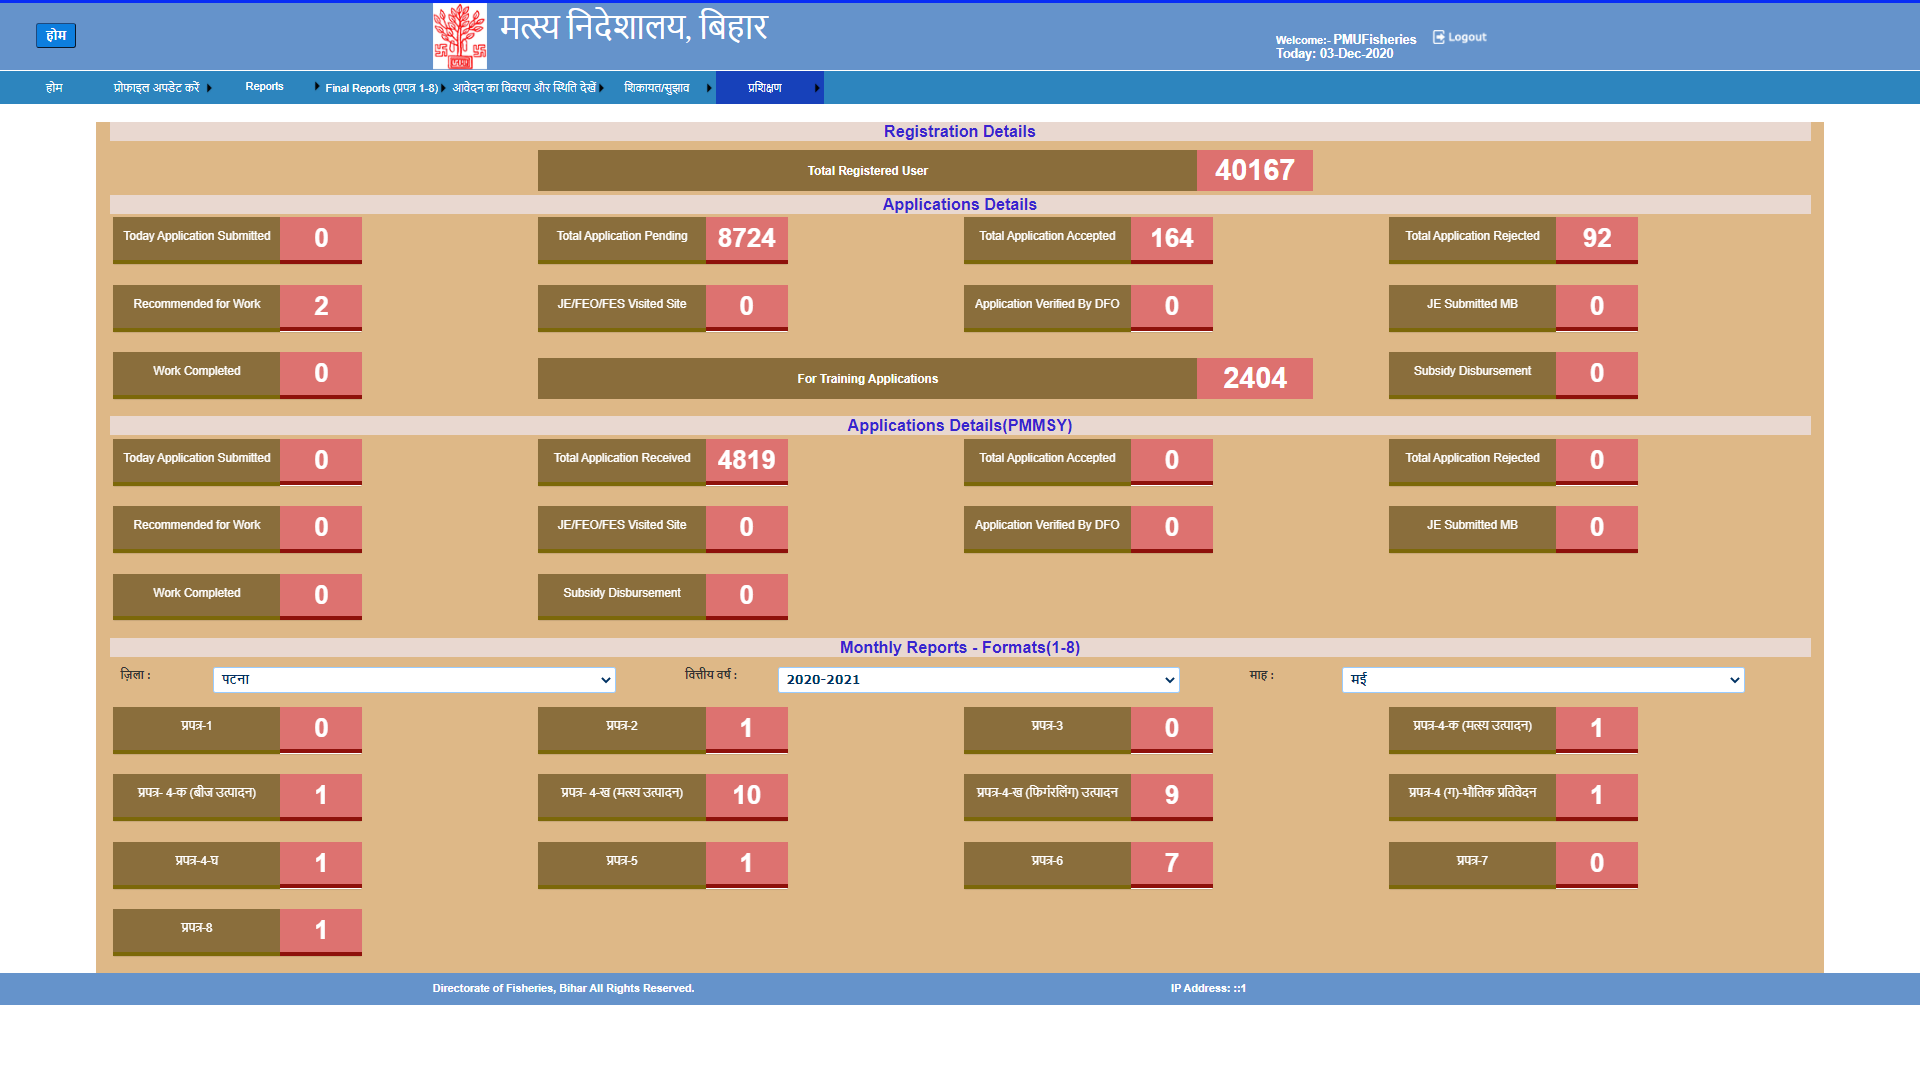 होम
मत्स्य निदेशालय, बिहार
Welcome:- PMUFisheries
Logout
Today: 03-Dec-2020
होम प्रोफाइल अपडेट करें Reports Final Reports (प्रपत्र 1-8) आवेदन का विवरण और स्थिति देखें शिकायत/सुझाव प्रशिक्षण
Registration Details
Total Registered User 40167
Applications Details
Today Application Submitted 0 Total Application Pending 8724 Total Application Accepted 164 Total Application Rejected 92
Recommended for Work 2 JE/FEO/FES Visited Site 0 Application Verified By DFO 0 JE Submitted MB 0
Work Completed 0 For Training Applications 2404 Subsidy Disbursement 0
Applications Details(PMMSY)
Today Application Submitted 0 Total Application Received 4819 Total Application Accepted 0 Total Application Rejected 0
Recommended for Work 0 JE/FEO/FES Visited Site 0 Application Verified By DFO 0 JE Submitted MB 0
Work Completed 0 Subsidy Disbursement 0
Monthly Reports - Formats(1-8)
ज़िला : पटना वित्तीय वर्ष : 2020-2021 माह : मई
प्रपत्र-1 0 प्रपत्र-2 1 प्रपत्र-3 0 प्रपत्र-4-क (मत्स्य उत्पादन) 1
प्रपत्र- 4-क (बीज उत्पादन) 1 प्रपत्र- 4-ख (मत्स्य उत्पादन) 10 प्रपत्र-4-ख (फिगंरलिंग) उत्पादन 9 प्रपत्र-4 (ग)-भौतिक प्रतिवेदन 1
प्रपत्र-4-घ 1 प्रपत्र-5 1 प्रपत्र-6 7 प्रपत्र-7 0
प्रपत्र-8 1
Directorate of Fisheries, Bihar All Rights Reserved. IP Address: ::1